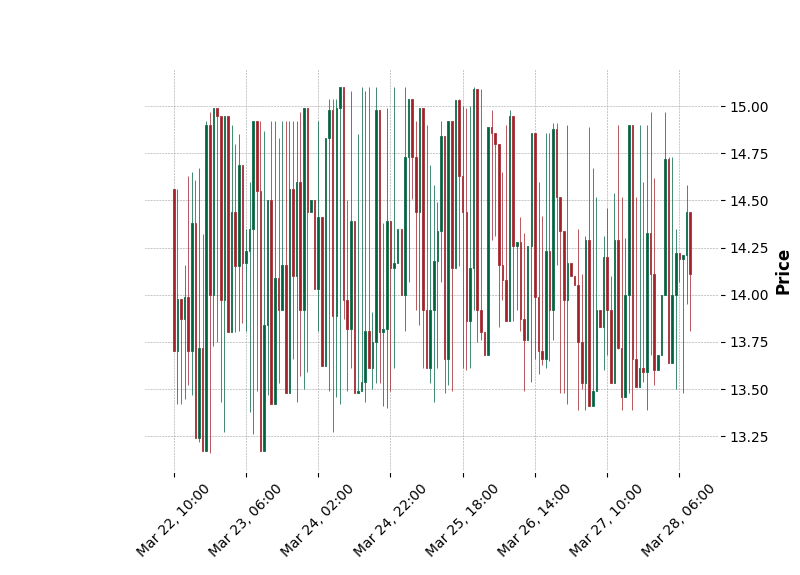 15.00
14.75
14.50
14.25
14.00
13.75
13.50
13.25
Price
Mar 22, 10:00
Mar 23, 06:00
Mar 24, 02:00
Mar 24, 22:00
Mar 25, 18:00
Mar 26, 14:00
Mar 27, 10:00
Mar 28, 06:00